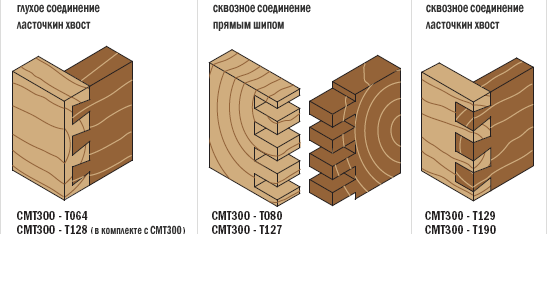 глухое соединение
ласточкин хвост
CMT300 - T064
CMT300 - T128 (в комплекте с CMT300)
сквозное соединение
прямым шипом
CMT300 - T080
CMT300 - T127
сквозное соединение
ласточкин хвост
CMT300 - T129
CMT300 - T190